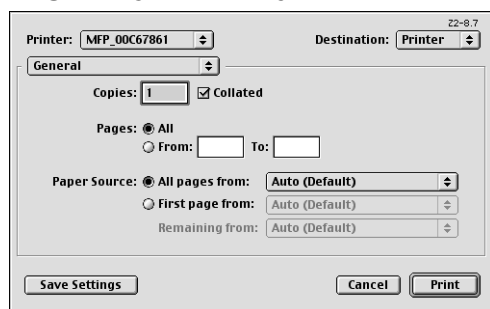 Z2-8.7
Printer: MFP_00C67861 Destination: Printer
General
Copies: 1 Collated
Pages: All
From: To:
Paper Source: All pages from: Auto (Default)
First page from: Auto (Default)
Remaining from: Auto (Default)
Save Settings Cancel Print